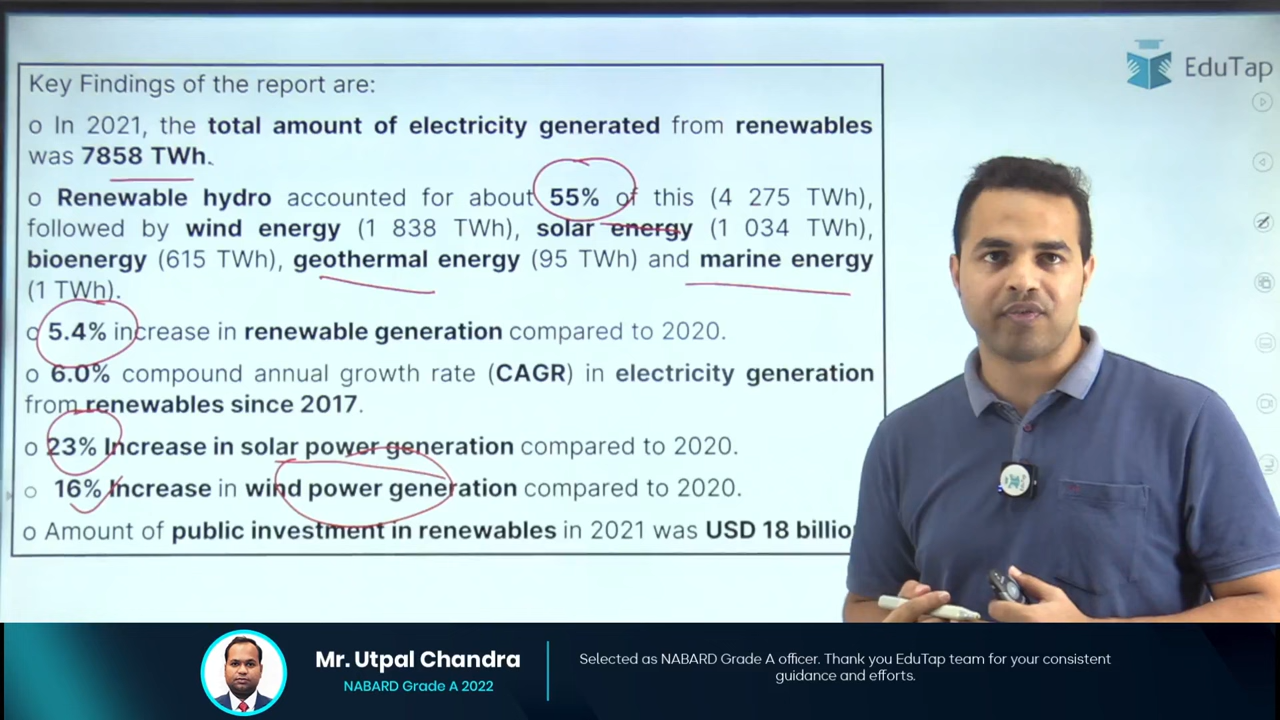 EduTap
Key Findings of the report are:
o In 2021, the total amount of electricity generated from renewables
was 7858 TWh.
o Renewable hydro accounted for about 55% of this (4 275 TWh),
followed by wind energy (1 838 TWh), solar energy (1 034 TWh),
bioenergy (615 TWh), geothermal energy (95 TWh) and marine energy
(1 TWh).
o 5.4% increase in renewable generation compared to 2020.
o 6.0% compound annual growth rate (CAGR) in electricity generation
from renewables since 2017.
o 23% Increase in solar power generation compared to 2020.
o 16% Increase in wind power generation compared to 2020.
o Amount of public investment in renewables in 2021 was USD 18 billio
Mr. Utpal Chandra
NABARD Grade A 2022
Selected as NABARD Grade A officer. Thank you EduTap team for your consistent
guidance and efforts.